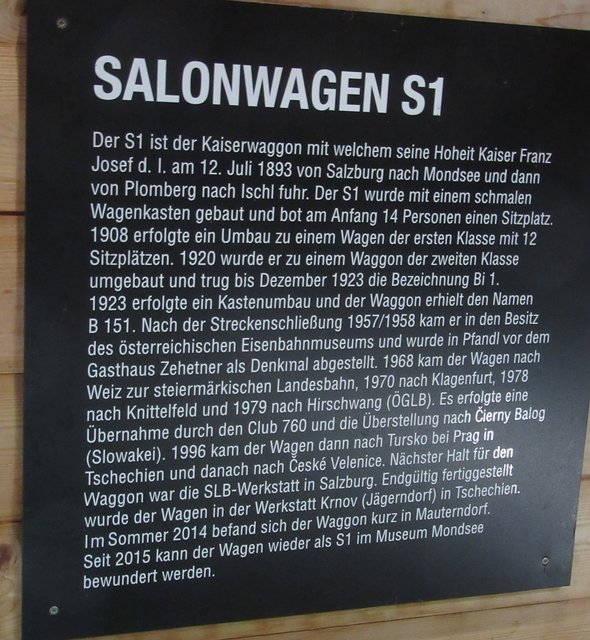 SALONWAGEN S1
Der S1 ist der Kaiserwaggon mit welchem seine Hoheit Kaiser Franz
Josef d. I. am 12. Juli 1893 von Salzburg nach Mondsee und dann
von Plomberg nach Ischl fuhr. Der S1 wurde mit einem schmalen
Wagenkasten gebaut und bot am Anfang 14 Personen einen Sitzplatz.
1908 erfolgte ein Umbau zu einem Wagen der ersten Klasse mit 12
Sitzplätzen. 1920 wurde er zu einem Waggon der zweiten Klasse
umgebaut und trug bis Dezember 1923 die Bezeichnung Bi 1.
1923 erfolgte ein Kastenumbau und der Waggon erhielt den Namen
B 151. Nach der Streckenschließung 1957/1958 kam er in den Besitz
des österreichischen Eisenbahnmuseums und wurde in Pfandl vor dem
Gasthaus Zehetner als Denkmal abgestellt. 1968 kam der Wagen nach
Weiz zur steiermärkischen Landesbahn, 1970 nach Klagenfurt, 1978
nach Knittelfeld und 1979 nach Hirschwang (ÖGLB). Es erfolgte eine
Übernahme durch den Club 760 und die Überstellung nach Čierny Balog
(Slowakei). 1996 kam der Wagen dann nach Tursko bei Prag in
Tschechien und danach nach České Velenice. Nächster Halt für den
Waggon war die SLB-Werkstatt in Salzburg. Endgültig fertiggestellt
wurde der Wagen in der Werkstatt Krnov (Jägerndorf) in Tschechien.
Im Sommer 2014 befand sich der Waggon kurz in Mauterndorf.
Seit 2015 kann der Wagen wieder als S1 im Museum Mondsee
bewundert werden.